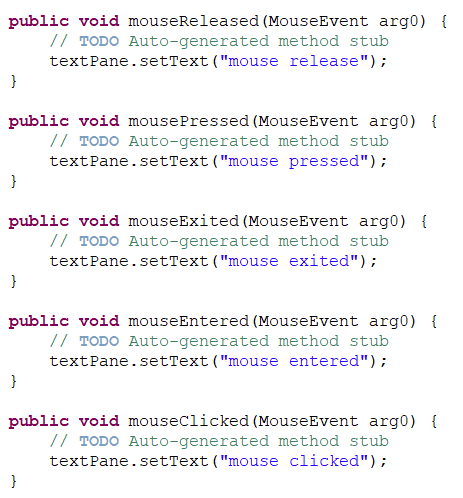 public void mouseReleased(MouseEvent arg0) {
    // TODO Auto-generated method stub
    textPane.setText("mouse release");
}

public void mousePressed(MouseEvent arg0) {
    // TODO Auto-generated method stub
    textPane.setText("mouse pressed");
}

public void mouseExited(MouseEvent arg0) {
    // TODO Auto-generated method stub
    textPane.setText("mouse exited");
}

public void mouseEntered(MouseEvent arg0) {
    // TODO Auto-generated method stub
    textPane.setText("mouse entered");
}

public void mouseClicked(MouseEvent arg0) {
    // TODO Auto-generated method stub
    textPane.setText("mouse clicked");
}